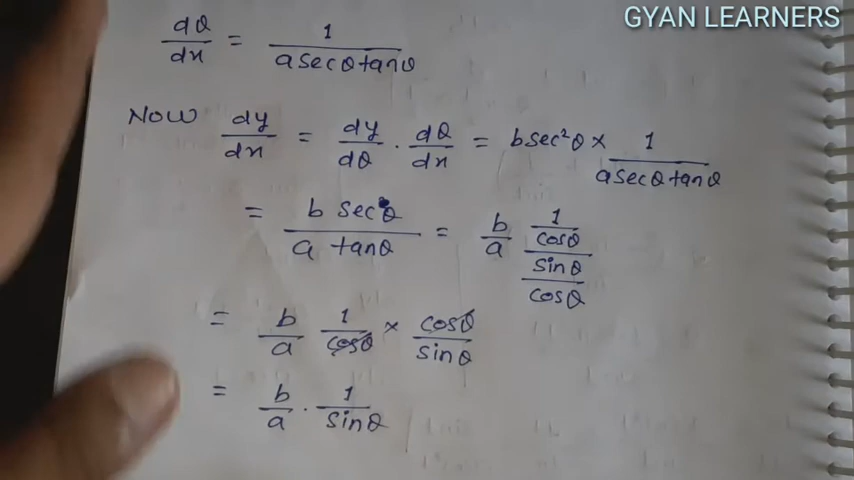 GYAN LEARNERS
dθ/dx = 1/(a secθ tanθ)
Now dy/dx = dy/dθ · dθ/dx = b sec²θ × 1/(a secθ tanθ)
= b secθ/(a tanθ) = b/a (1/cosθ)/(sinθ/cosθ)
= b/a 1/cosθ × cosθ/sinθ
= b/a · 1/sinθ